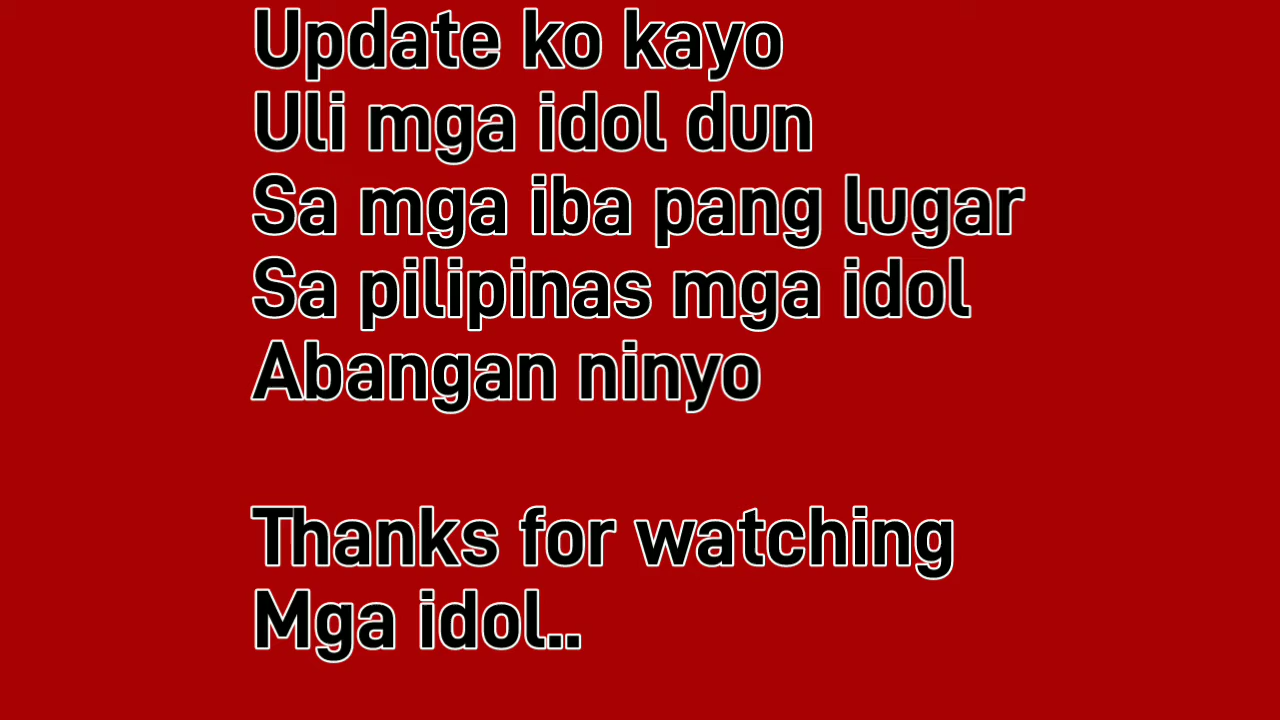 Update ko kayo
Uli mga idol dun
Sa mga iba pang lugar
Sa pilipinas mga idol
Abangan ninyo
Thanks for watching
Mga idol..